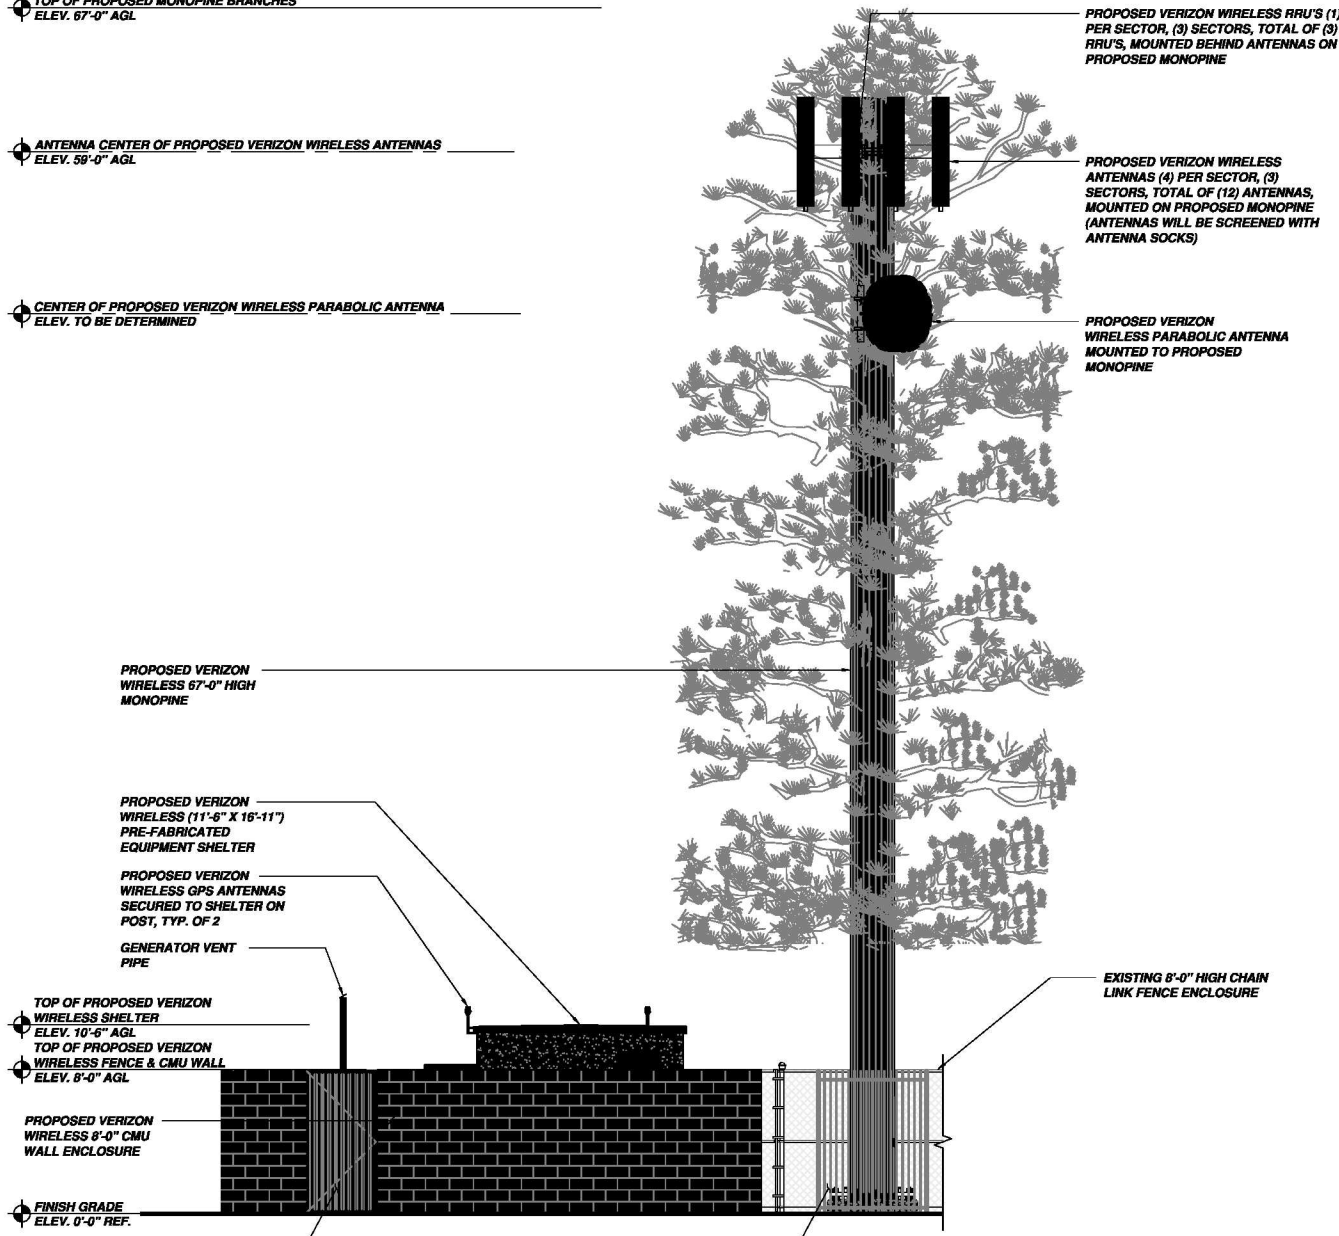 TOP OF PROPOSED MONOPINE BRANCHES
ELEV. 67'-0" AGL
PROPOSED VERIZON WIRELESS RRU'S (1)
PER SECTOR, (3) SECTORS, TOTAL OF (3)
RRU'S, MOUNTED BEHIND ANTENNAS ON
PROPOSED MONOPINE
ANTENNA CENTER OF PROPOSED VERIZON WIRELESS ANTENNAS
ELEV. 59'-0" AGL
PROPOSED VERIZON WIRELESS
ANTENNAS (4) PER SECTOR, (3)
SECTORS, TOTAL OF (12) ANTENNAS,
MOUNTED ON PROPOSED MONOPINE
(ANTENNAS WILL BE SCREENED WITH
ANTENNA SOCKS)
CENTER OF PROPOSED VERIZON WIRELESS PARABOLIC ANTENNA
ELEV. TO BE DETERMINED
PROPOSED VERIZON
WIRELESS PARABOLIC ANTENNA
MOUNTED TO PROPOSED
MONOPINE
PROPOSED VERIZON
WIRELESS 67'-0" HIGH
MONOPINE
PROPOSED VERIZON
WIRELESS (11'-6" X 16'-11")
PRE-FABRICATED
EQUIPMENT SHELTER
PROPOSED VERIZON
WIRELESS GPS ANTENNAS
SECURED TO SHELTER ON
POST, TYP. OF 2
GENERATOR VENT
PIPE
EXISTING 8'-0" HIGH CHAIN
LINK FENCE ENCLOSURE
TOP OF PROPOSED VERIZON
WIRELESS SHELTER
ELEV. 10'-6" AGL
TOP OF PROPOSED VERIZON
WIRELESS FENCE & CMU WALL
ELEV. 8'-0" AGL
PROPOSED VERIZON
WIRELESS 8'-0" CMU
WALL ENCLOSURE
FINISH GRADE
ELEV. 0'-0" REF.